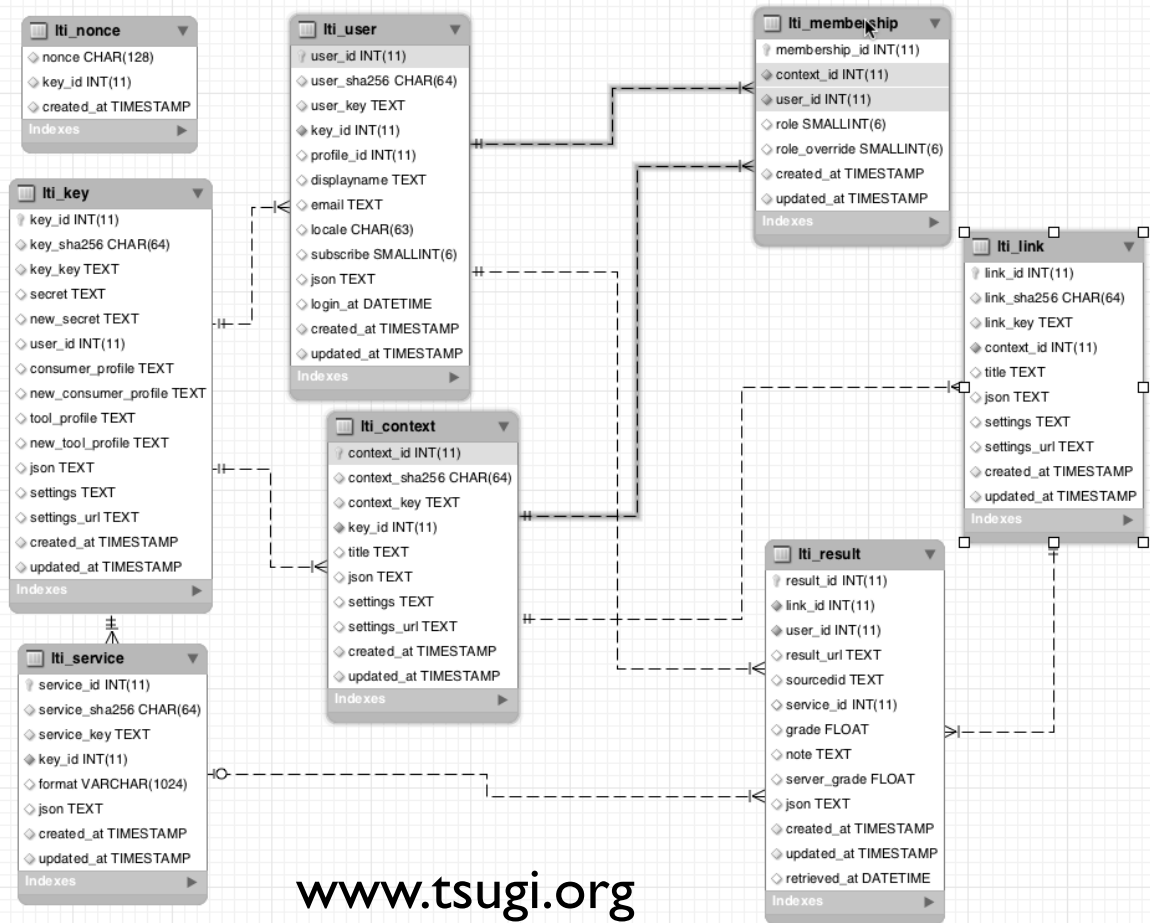 lti_nonce
nonce CHAR(128)
key_id INT(11)
created_at TIMESTAMP
Indexes
lti_key
key_id INT(11)
key_sha256 CHAR(64)
key_key TEXT
secret TEXT
new_secret TEXT
user_id INT(11)
consumer_profile TEXT
new_consumer_profile TEXT
tool_profile TEXT
new_tool_profile TEXT
json TEXT
settings TEXT
settings_url TEXT
created_at TIMESTAMP
updated_at TIMESTAMP
Indexes
lti_service
service_id INT(11)
service_sha256 CHAR(64)
service_key TEXT
key_id INT(11)
format VARCHAR(1024)
json TEXT
created_at TIMESTAMP
updated_at TIMESTAMP
Indexes
lti_user
user_id INT(11)
user_sha256 CHAR(64)
user_key TEXT
key_id INT(11)
profile_id INT(11)
displayname TEXT
email TEXT
locale CHAR(63)
subscribe SMALLINT(6)
json TEXT
login_at DATETIME
created_at TIMESTAMP
updated_at TIMESTAMP
Indexes
lti_context
context_id INT(11)
context_sha256 CHAR(64)
context_key TEXT
key_id INT(11)
title TEXT
json TEXT
settings TEXT
settings_url TEXT
created_at TIMESTAMP
updated_at TIMESTAMP
Indexes
lti_membership
membership_id INT(11)
context_id INT(11)
user_id INT(11)
role SMALLINT(6)
role_override SMALLINT(6)
created_at TIMESTAMP
updated_at TIMESTAMP
Indexes
lti_link
link_id INT(11)
link_sha256 CHAR(64)
link_key TEXT
context_id INT(11)
title TEXT
json TEXT
settings TEXT
settings_url TEXT
created_at TIMESTAMP
updated_at TIMESTAMP
Indexes
lti_result
result_id INT(11)
link_id INT(11)
user_id INT(11)
result_url TEXT
sourcedid TEXT
service_id INT(11)
grade FLOAT
note TEXT
server_grade FLOAT
json TEXT
created_at TIMESTAMP
updated_at TIMESTAMP
retrieved_at DATETIME
Indexes
www.tsugi.org